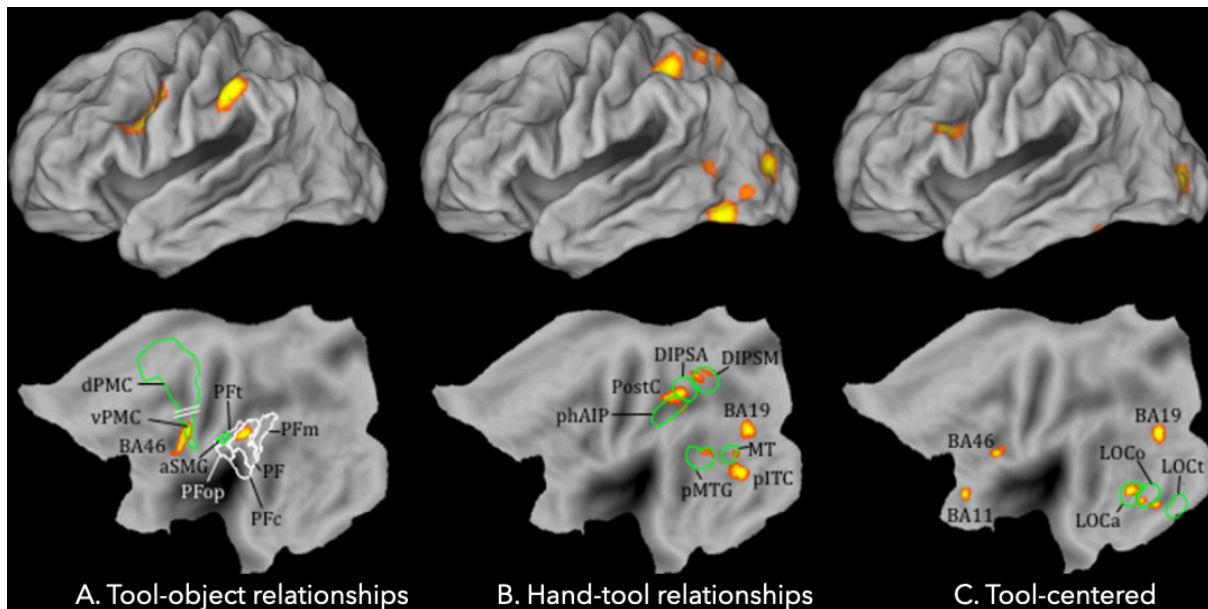 dPMC
PFt
vPMC
PFm
BA46
aSMG
PF
PFop
PFc
DIPSA
DIPSM
PostC
phAIP
BA19
MT
pMTG
pITC
BA19
BA46
LOCo
LOCt
BA11
LOCa
A. Tool-object relationships
B. Hand-tool relationships
C. Tool-centered